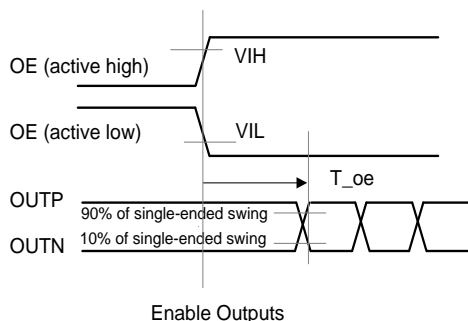 OE (active high)
VIH
OE (active low)
VIL
T_oe
OUTP
90% of single-ended swing
OUTN
10% of single-ended swing
Enable Outputs